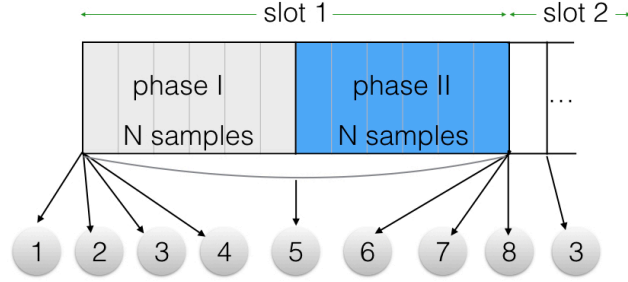 slot 1 slot 2
phase I phase II
N samples N samples
...
1 2 3 4 5 6 7 8 3